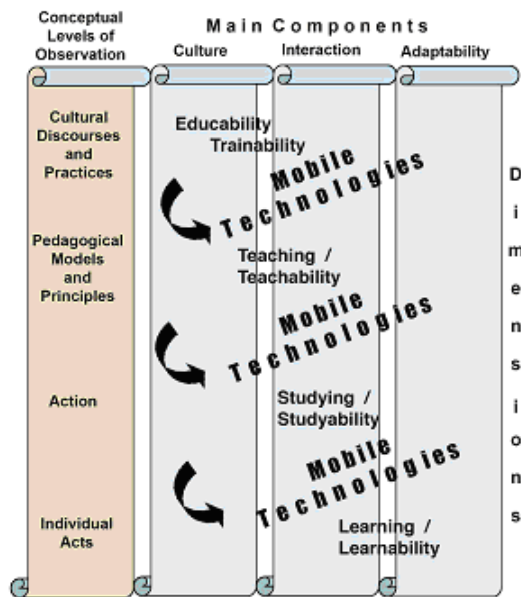 Conceptual
Levels of
Observation
Main Components
Culture
Interaction
Adaptability
Cultural
Discourses
and
Practices
Educability
Trainability
Mobile
Technologies
Pedagogical
Models
and
Principles
Teaching /
Teachability
Mobile
Technologies
Action
Studying /
Studyability
Mobile
Technologies
Individual
Acts
Learning /
Learnability
Dimensions